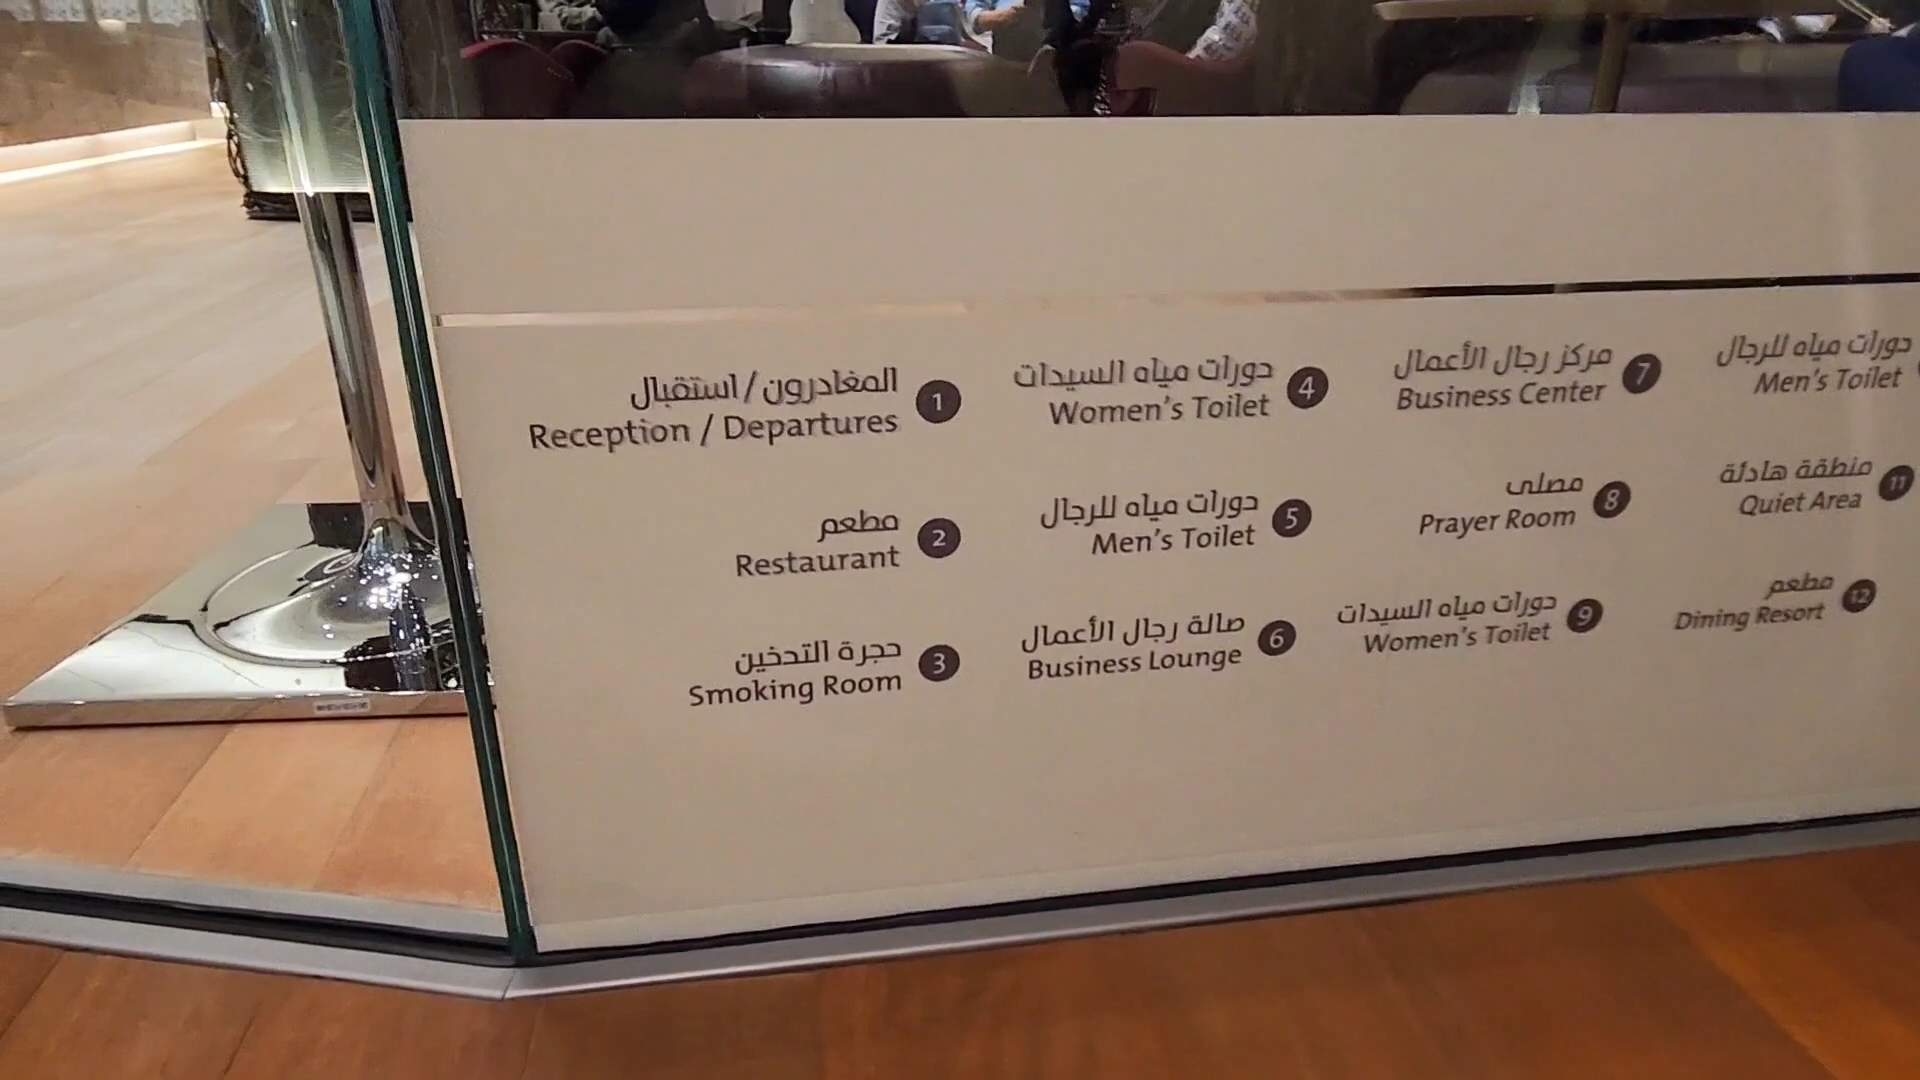 المغادرون / استقبال
Reception / Departures
1
مطعم
Restaurant
2
حجرة التدخين
Smoking Room
3
دورات مياه السيدات
Women's Toilet
4
دورات مياه للرجال
Men's Toilet
5
صالة رجال الأعمال
Business Lounge
6
مركز رجال الأعمال
Business Center
7
مصلى
Prayer Room
8
دورات مياه السيدات
Women's Toilet
9
دورات مياه للرجال
Men's Toilet
منطقة هادئة
Quiet Area
11
مطعم
Dining Resort
12